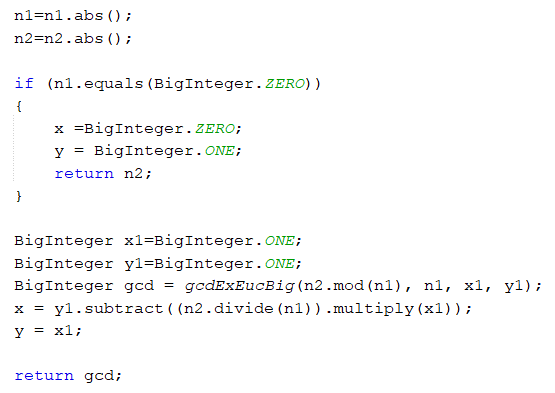 n1=n1.abs();
n2=n2.abs();
if (n1.equals(BigInteger.ZERO))
{
x =BigInteger.ZERO;
y = BigInteger.ONE;
return n2;
}
BigInteger x1=BigInteger.ONE;
BigInteger y1=BigInteger.ONE;
BigInteger gcd = gcdExEucBig(n2.mod(n1), n1, x1, y1);
x = y1.subtract((n2.divide(n1)).multiply(x1));
y = x1;
return gcd;